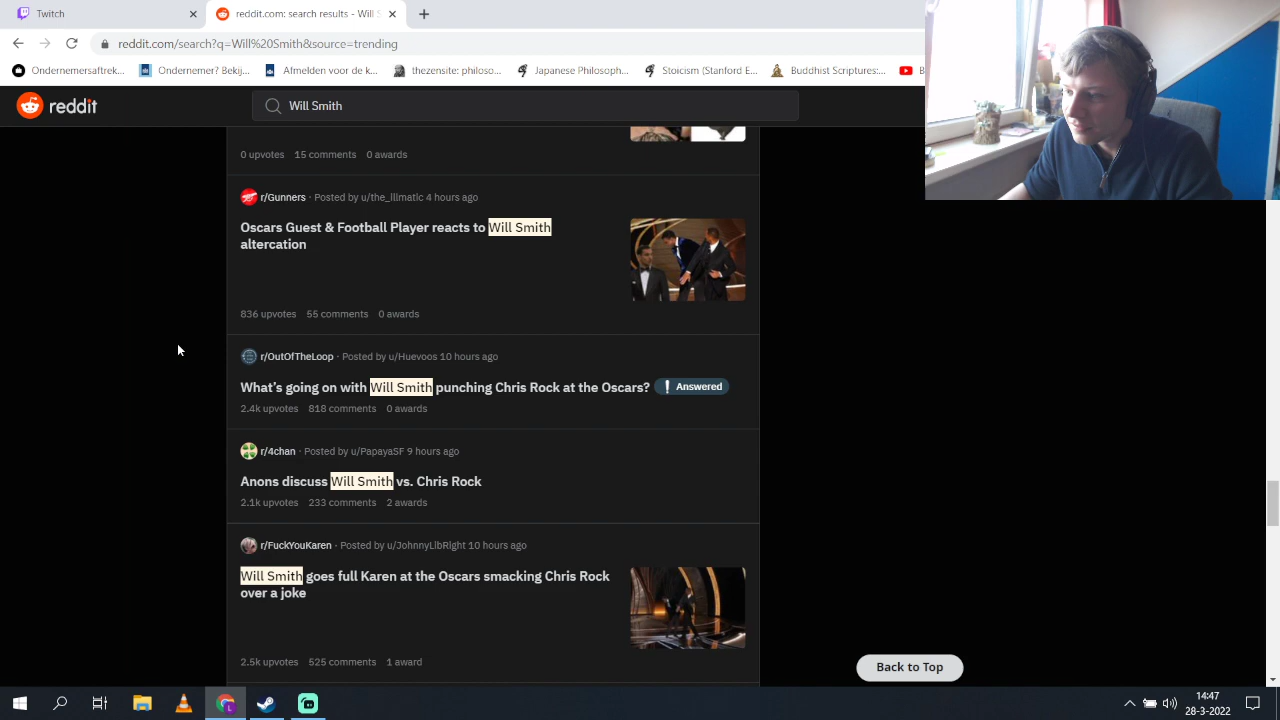 Twitch
reddit.com: search results - Will S
reddit.com/search?q=Will%20Smith&source=trending
Ondernemersaftrek...
Ondernemer? Bekij...
Afmelden voor de k...
thezensite: philoso...
Japanese Philosoph...
Stoicism (Stanford E...
Buddhist Scriptures:...
B
reddit
Will Smith
0 upvotes 15 comments 0 awards
r/Gunners · Posted by u/the_illmatic 4 hours ago
Oscars Guest & Football Player reacts to Will Smith
altercation
836 upvotes 55 comments 0 awards
r/OutOfTheLoop · Posted by u/Huevoos 10 hours ago
What's going on with Will Smith punching Chris Rock at the Oscars? Answered
2.4k upvotes 818 comments 0 awards
r/4chan · Posted by u/PapayaSF 9 hours ago
Anons discuss Will Smith vs. Chris Rock
2.1k upvotes 233 comments 2 awards
r/FuckYouKaren · Posted by u/JohnnyLibRight 10 hours ago
Will Smith goes full Karen at the Oscars smacking Chris Rock
over a joke
2.5k upvotes 525 comments 1 award
Back to Top
14:47
28-3-2022